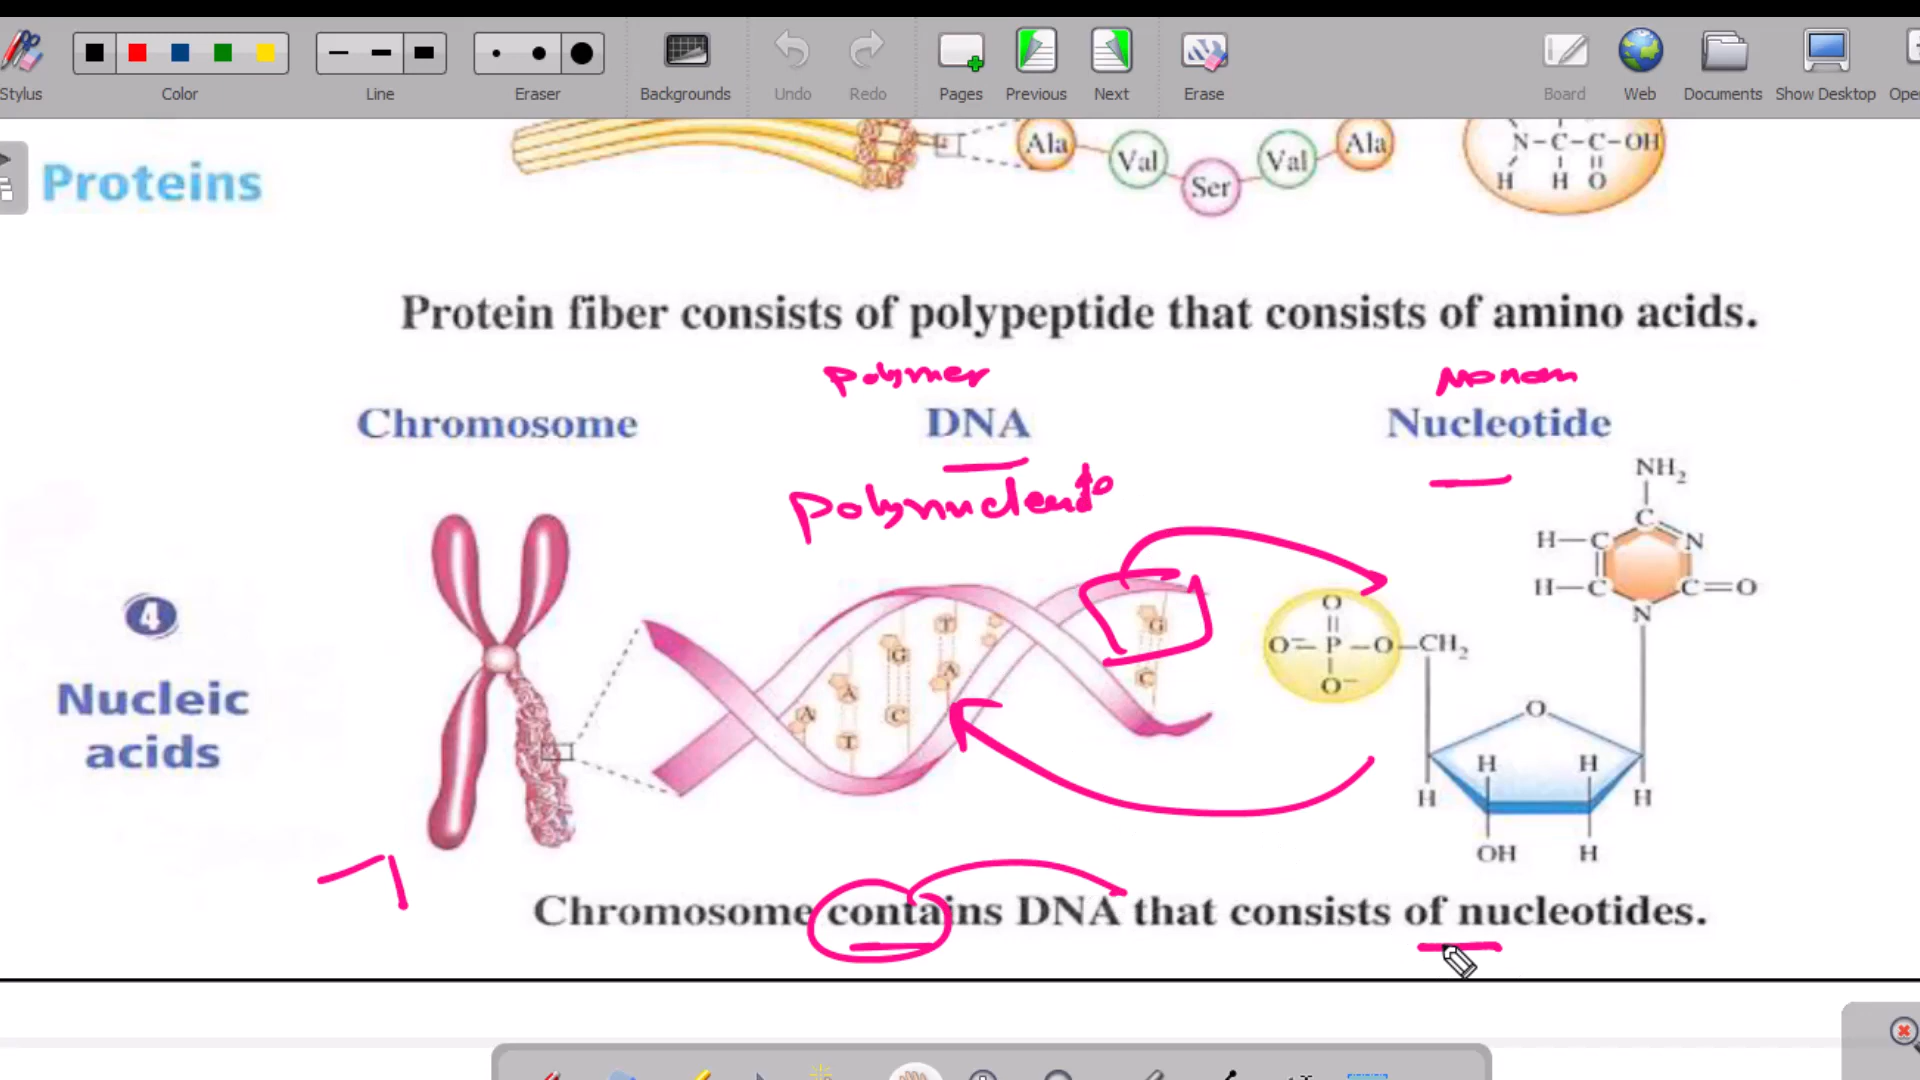 Stylus Color Line Eraser Backgrounds Undo Redo Pages Previous Next Erase Board Web Documents Show Desktop
Proteins
Ala Val Ser Val Ala
N-C-C-OH
H H O
Protein fiber consists of polypeptide that consists of amino acids.
polymer
Monom
Chromosome DNA Nucleotide
NH2
C
H-C N
H-C C=O
N
4
Nucleic
acids
A A T G C T A G C
O
O--P-O-CH2
O-
O
H H
H H
OH H
Chromosome contains DNA that consists of nucleotides.